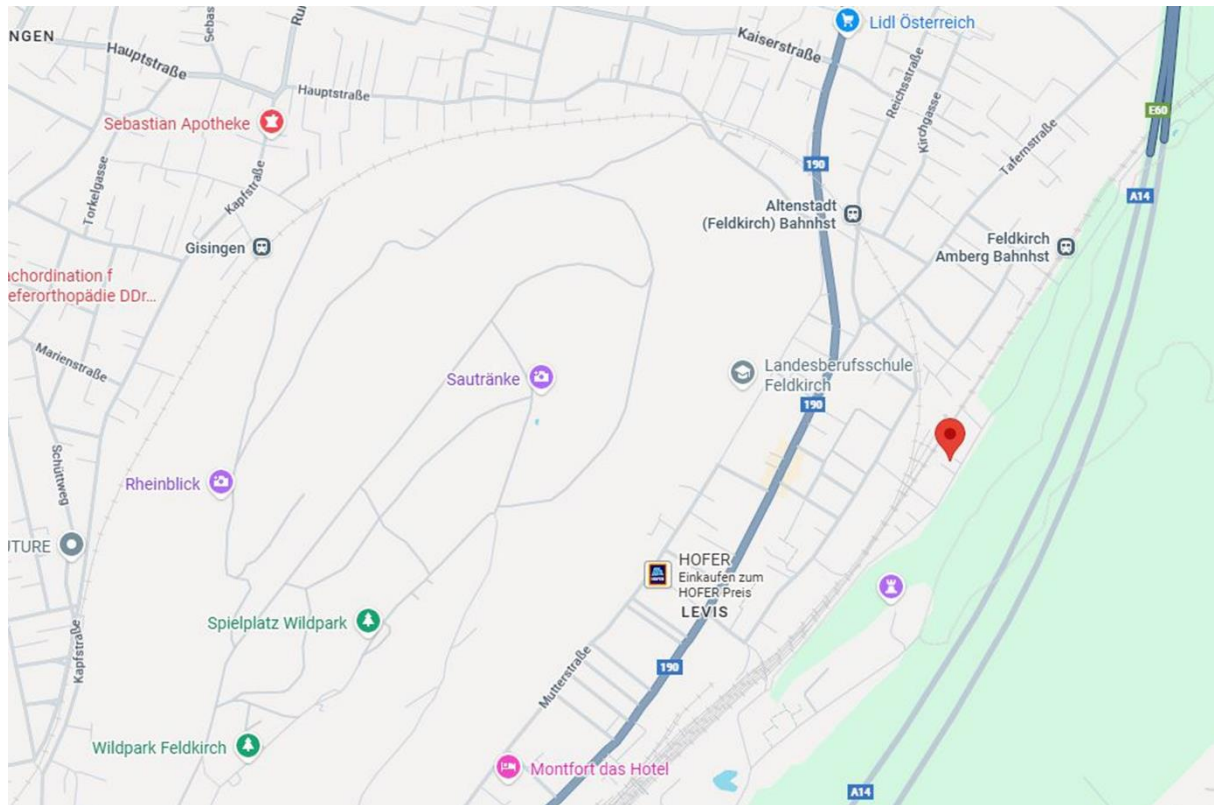 NGEN
Hauptstraße
Sebas
Kaiserstraße
Lidl Österreich
Hauptstraße
Reichsstraße
E60
Sebastian Apotheke
Kirchgasse
Tafernstraße
190
Torkelgasse
Kapfstraße
A14
Altenstadt
(Feldkirch) Bahnhst
Gisingen
Feldkirch
Amberg Bahnhst
achordination f
eferorthopädie DDr...
Marienstraße
Sautränke
Landesberufsschule
Feldkirch
190
Schüttweg
Rheinblick
UTURE
HOFER
Einkaufen zum
HOFER Preis
LEVIS
Spielplatz Wildpark
Kapfstraße
190
Mutterstraße
Wildpark Feldkirch
Montfort das Hotel
A14